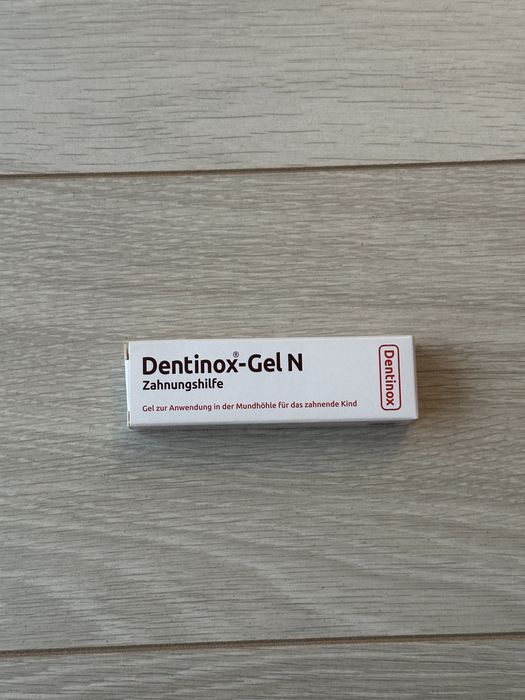 Dentinox®-Gel N
Zahnungshilfe
Gel zur Anwendung in der Mundhöhle für das zahnende Kind
Dentinox